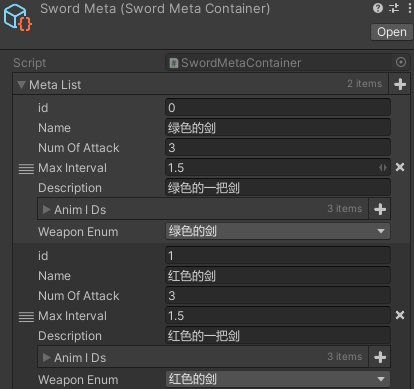 Sword Meta (Sword Meta Container)
Open
Script SwordMetaContainer
Meta List 2 items
id 0
Name 绿色的剑
Num Of Attack 3
Max Interval 1.5
Description 绿色的一把剑
Anim I Ds 3 items
Weapon Enum 绿色的剑
id 1
Name 红色的剑
Num Of Attack 3
Max Interval 1.5
Description 红色的一把剑
Anim I Ds 3 items
Weapon Enum 红色的剑